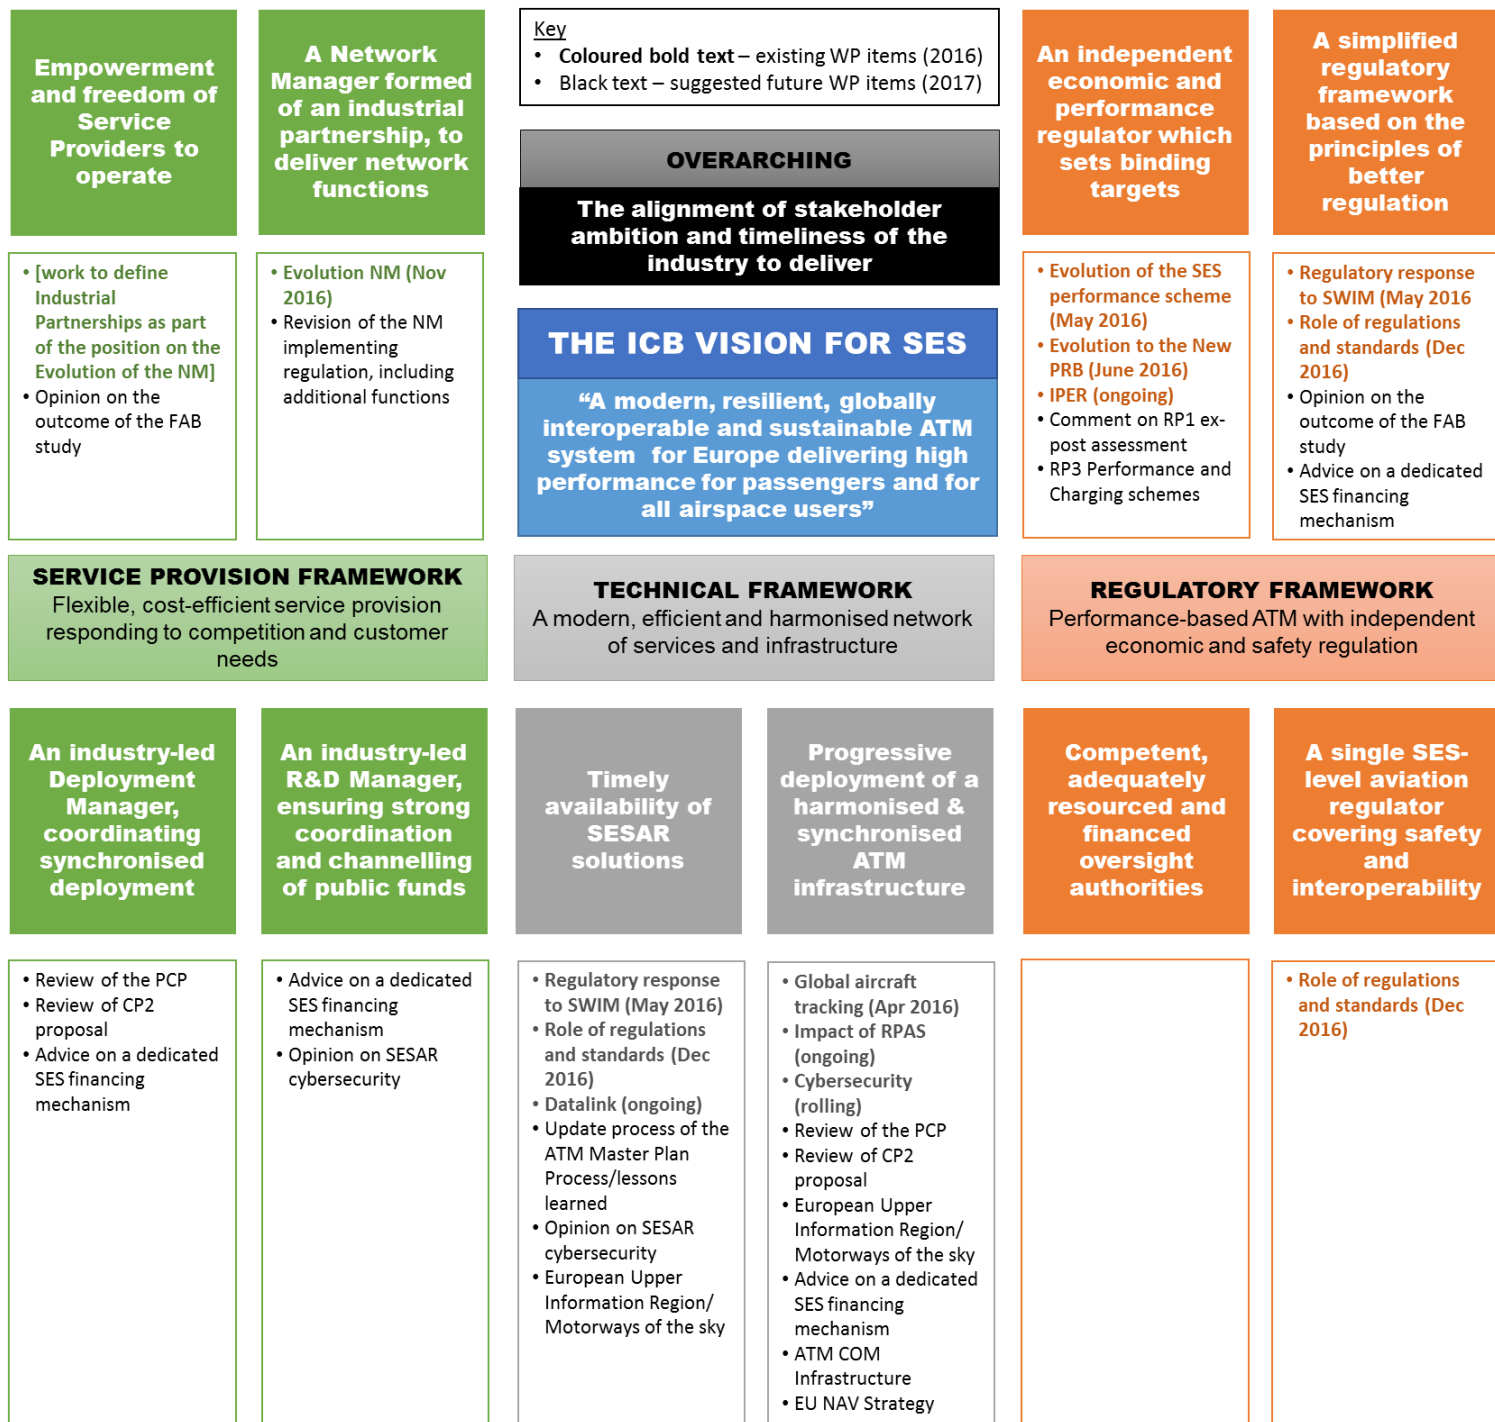 Empowerment
and freedom of
Service
Providers to
operate
A Network
Manager formed
of an industrial
partnership, to
deliver network
functions
Key
• Coloured bold text – existing WP items (2016)
• Black text – suggested future WP items (2017)
OVERARCHING
The alignment of stakeholder
ambition and timeliness of the
industry to deliver
An independent
economic and
performance
regulator which
sets binding
targets
A simplified
regulatory
framework
based on the
principles of
better
regulation
• [work to define
Industrial
Partnerships as part
of the position on the
Evolution of the NM]
• Opinion on the
outcome of the FAB
study
• Evolution NM (Nov
2016)
• Revision of the NM
implementing
regulation, including
additional functions
THE ICB VISION FOR SES
“A modern, resilient, globally
interoperable and sustainable ATM
system for Europe delivering high
performance for passengers and for
all airspace users”
• Evolution of the SES
performance scheme
(May 2016)
• Evolution to the New
PRB (June 2016)
• IPER (ongoing)
• Comment on RP1 ex-
post assessment
• RP3 Performance and
Charging schemes
• Regulatory response
to SWIM (May 2016
• Role of regulations
and standards (Dec
2016)
• Opinion on the
outcome of the FAB
study
• Advice on a dedicated
SES financing
mechanism
SERVICE PROVISION FRAMEWORK
Flexible, cost-efficient service provision
responding to competition and customer
needs
TECHNICAL FRAMEWORK
A modern, efficient and harmonised network
of services and infrastructure
REGULATORY FRAMEWORK
Performance-based ATM with independent
economic and safety regulation
An industry-led
Deployment
Manager,
coordinating
synchronised
deployment
An industry-led
R&D Manager,
ensuring strong
coordination
and channelling
of public funds
Timely
availability of
SESAR
solutions
Progressive
deployment of a
harmonised &
synchronised
ATM
infrastructure
Competent,
adequately
resourced and
financed
oversight
authorities
A single SES-
level aviation
regulator
covering safety
and
interoperability
• Review of the PCP
• Review of CP2
proposal
• Advice on a dedicated
SES financing
mechanism
• Advice on a dedicated
SES financing
mechanism
• Opinion on SESAR
cybersecurity
• Regulatory response
to SWIM (May 2016)
• Role of regulations
and standards (Dec
2016)
• Datalink (ongoing)
• Update process of the
ATM Master Plan
Process/lessons
learned
• Opinion on SESAR
cybersecurity
• European Upper
Information Region/
Motorways of the sky
• Global aircraft
tracking (Apr 2016)
• Impact of RPAS
(ongoing)
• Cybersecurity
(rolling)
• Review of the PCP
• Review of CP2
proposal
• European Upper
Information Region/
Motorways of the sky
• Advice on a dedicated
SES financing
mechanism
• ATM COM
Infrastructure
• EU NAV Strategy
• Role of regulations
and standards (Dec
2016)